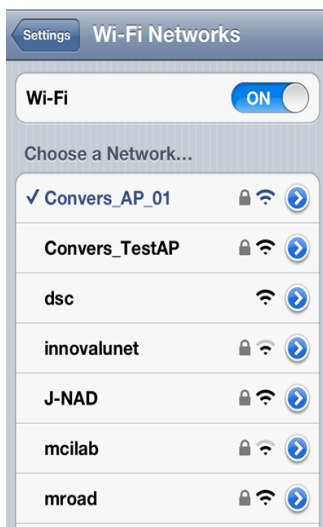 Settings
Wi-Fi Networks
Wi-Fi
ON
Choose a Network...
Convers_AP_01
Convers_TestAP
dsc
innovalunet
J-NAD
mcilab
mroad